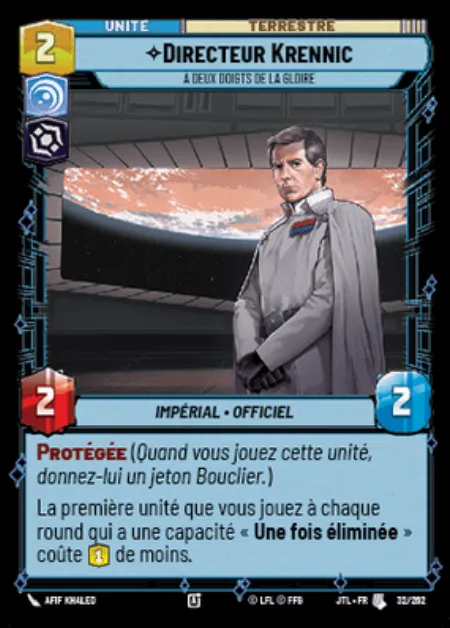 UNITÉ
TERRESTRE
2
DIRECTEUR KRENNIC
À DEUX DOIGTS DE LA GLOIRE
2
2
IMPÉRIAL • OFFICIEL
PROTÉGÉE (Quand vous jouez cette unité,
donnez-lui un jeton Bouclier.)
La première unité que vous jouez à chaque
round qui a une capacité « Une fois éliminée »
coûte 1 de moins.
AFIF KHALED
© LFL © FFG
JTL • FR
32/262